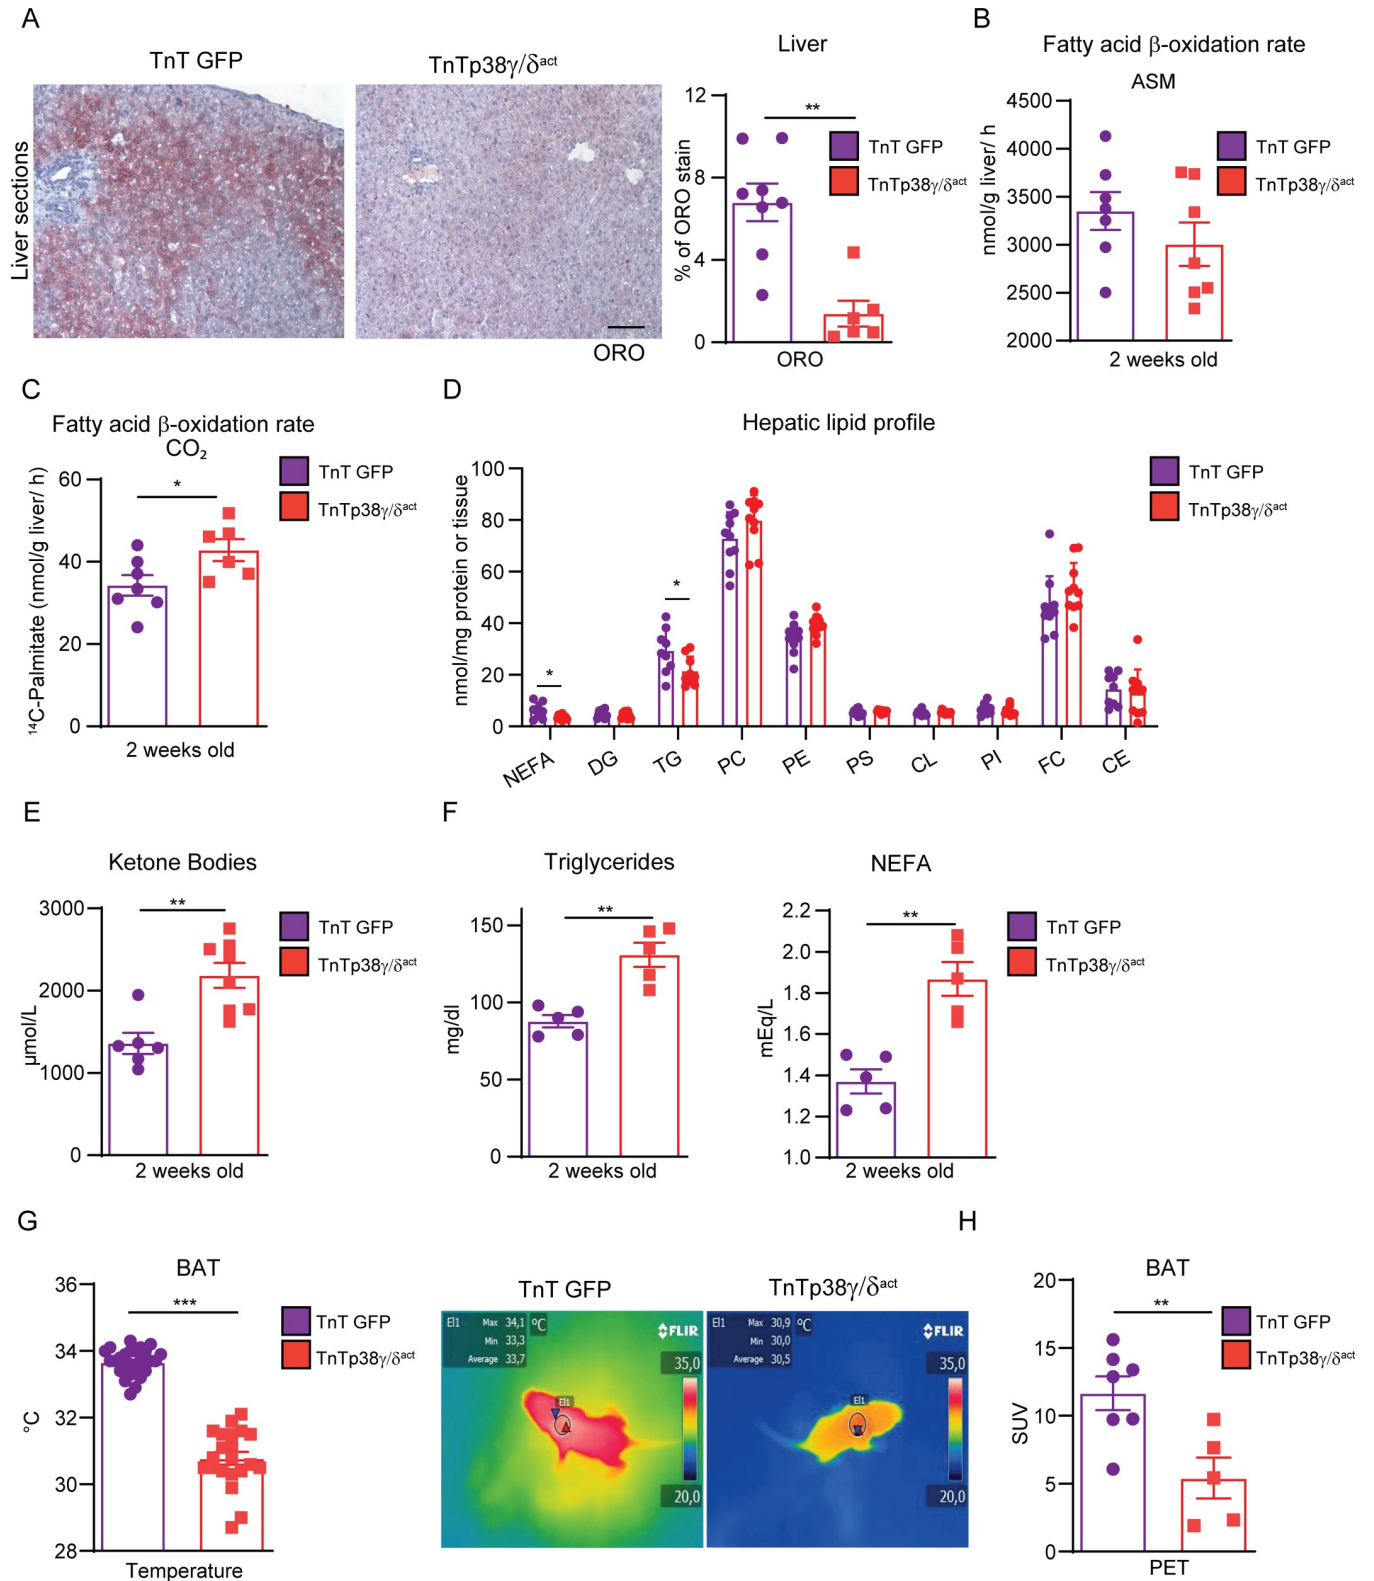 A
TnT GFP
TnTp38γ/δact
Liver sections
ORO
Liver
% of ORO stain
12
8
4
0
**
TnT GFP
TnTp38γ/δact
ORO
B
Fatty acid β-oxidation rate
ASM
nmol/g liver/ h
4500
4000
3500
3000
2500
2000
TnT GFP
TnTp38γ/δact
2 weeks old
C
Fatty acid β-oxidation rate
CO₂
¹⁴C-Palmitate (nmol/g liver/ h)
60
40
20
0
*
TnT GFP
TnTp38γ/δact
2 weeks old
D
Hepatic lipid profile
nmol/mg protein or tissue
100
80
60
40
20
0
*
*
TnT GFP
TnTp38γ/δact
NEFA
DG
TG
PC
PE
PS
CL
PI
FC
CE
E
Ketone Bodies
µmol/L
3000
2000
1000
0
**
TnT GFP
TnTp38γ/δact
2 weeks old
F
Triglycerides
mg/dl
150
100
50
0
**
2 weeks old
NEFA
mEq/L
2.2
2.0
1.8
1.6
1.4
1.2
1.0
**
2 weeks old
TnT GFP
TnTp38γ/δact
G
BAT
°C
36
34
32
30
28
***
TnT GFP
TnTp38γ/δact
Temperature
TnT GFP
El1 Max 34,1 °C
Min 33,3
Average 33,7
FLIR
35,0
El1
20,0
TnTp38γ/δact
El1 Max 30,9 °C
Min 30,0
Average 30,5
FLIR
35,0
El1
20,0
H
BAT
SUV
20
15
10
5
0
**
TnT GFP
TnTp38γ/δact
PET